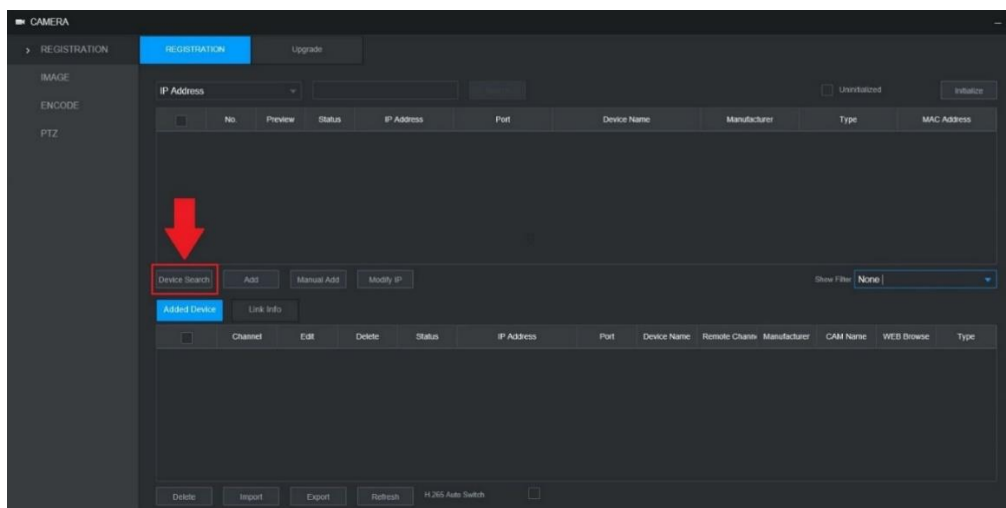 CAMERA
REGISTRATION
IMAGE
ENCODE
PTZ
REGISTRATION Upgrade
IP Address Uninitialized Initialize
No. Preview Status IP Address Port Device Name Manufacturer Type MAC Address
Device Search Add Manual Add Modify IP Show Filter None
Added Device Link Info
Channel Edit Delete Status IP Address Port Device Name Remote Channe Manufacturer CAM Name WEB Browse Type
Delete Import Export Refresh H.265 Auto Switch